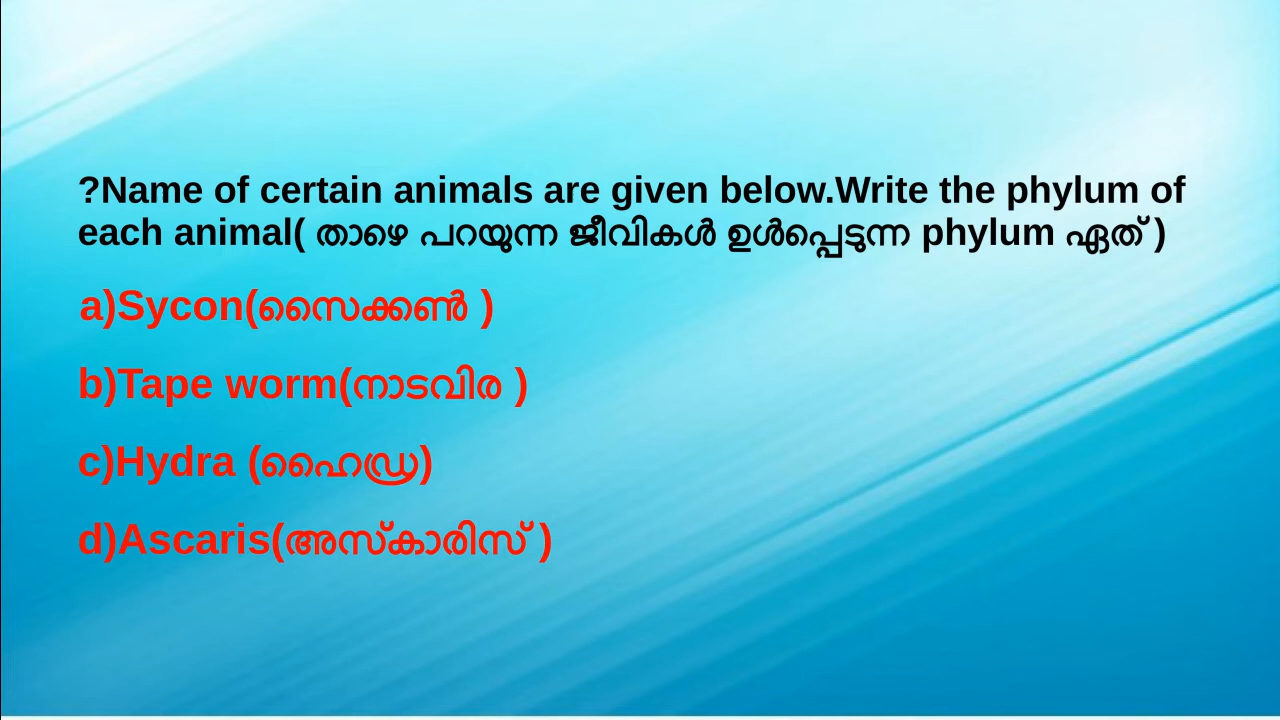 ?Name of certain animals are given below.Write the phylum of
each animal( താഴെ പറയുന്ന ജീവികൾ ഉൾപ്പെടുന്ന phylum ഏത് )
a)Sycon(സൈക്കൺ )
b)Tape worm(നാടവിര )
c)Hydra (ഹൈഡ്ര)
d)Ascaris(അസ്കാരിസ് )